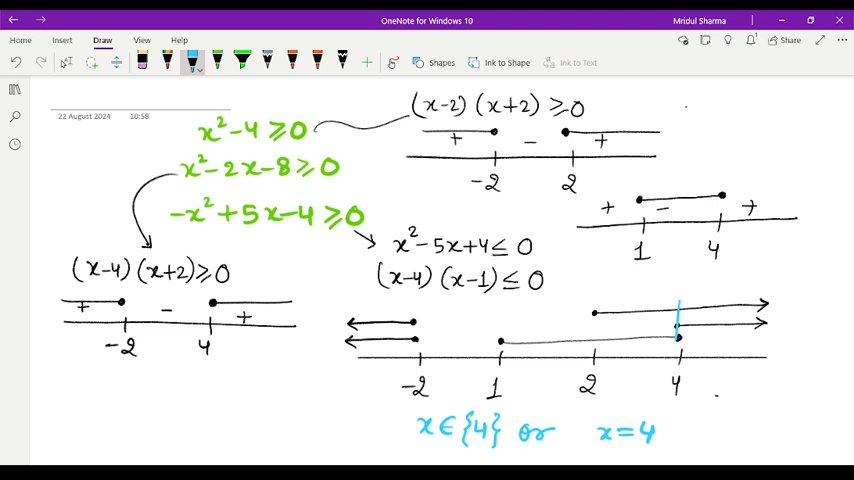 OneNote for Windows 10
Mridul Sharma
Home Insert Draw View Help
Share
Shapes
Ink to Shape
Ink to Text
22 August 2024 10:58
x²-4≥0
x²-2x-8≥0
-x²+5x-4≥0
(x-2) (x+2) ≥0
+ - +
-2 2
+ - +
1 4
x²-5x+4≤0
(x-4) (x-1) ≤ 0
(x-4) (x+2)≥0
+ - +
-2 4
-2 1 2 4
x∈{4} or x=4